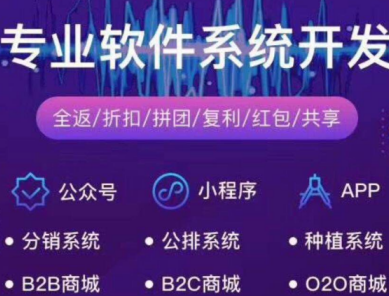 专业软件系统开发
全返/折扣/拼团/复利/红包/共享
公众号 小程序 APP
• 分销系统 • 公排系统 • 种植系统
• B2B商城 • B2C商城 • O2O商城